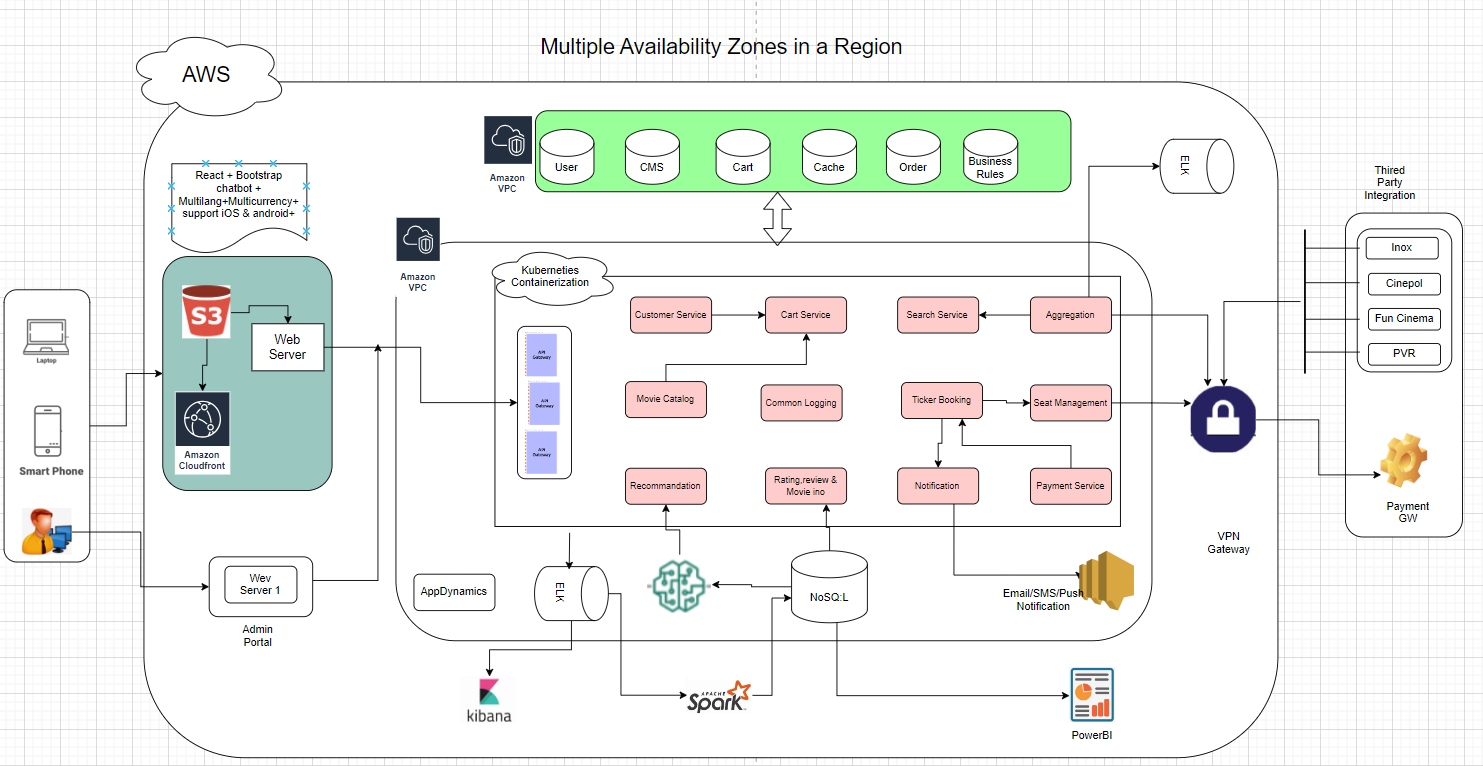 Multiple Availability Zones in a Region
AWS
React + Bootstrap
chatbot +
Multilang+Multicurrency+
support iOS & android+
Amazon
VPC
User
CMS
Cart
Cache
Order
Business
Rules
ELK
Thired
Party
Integration
Inox
Cinepol
Fun Cinema
PVR
Payment
GW
Amazon
VPC
Kuberneties
Containerization
API
Gateway
API
Gateway
API
Gateway
Customer Service
Cart Service
Search Service
Aggregation
Movie Catalog
Common Logging
Ticker Booking
Seat Management
Recommandation
Rating,review &
Movie ino
Notification
Payment Service
S3
Web
Server
Amazon
Cloudfront
Laptop
Smart Phone
Wev
Server 1
Admin
Portal
AppDynamics
ELK
NoSQ:L
Email/SMS/Push
Notification
VPN
Gateway
kibana
APACHE
Spark
PowerBI